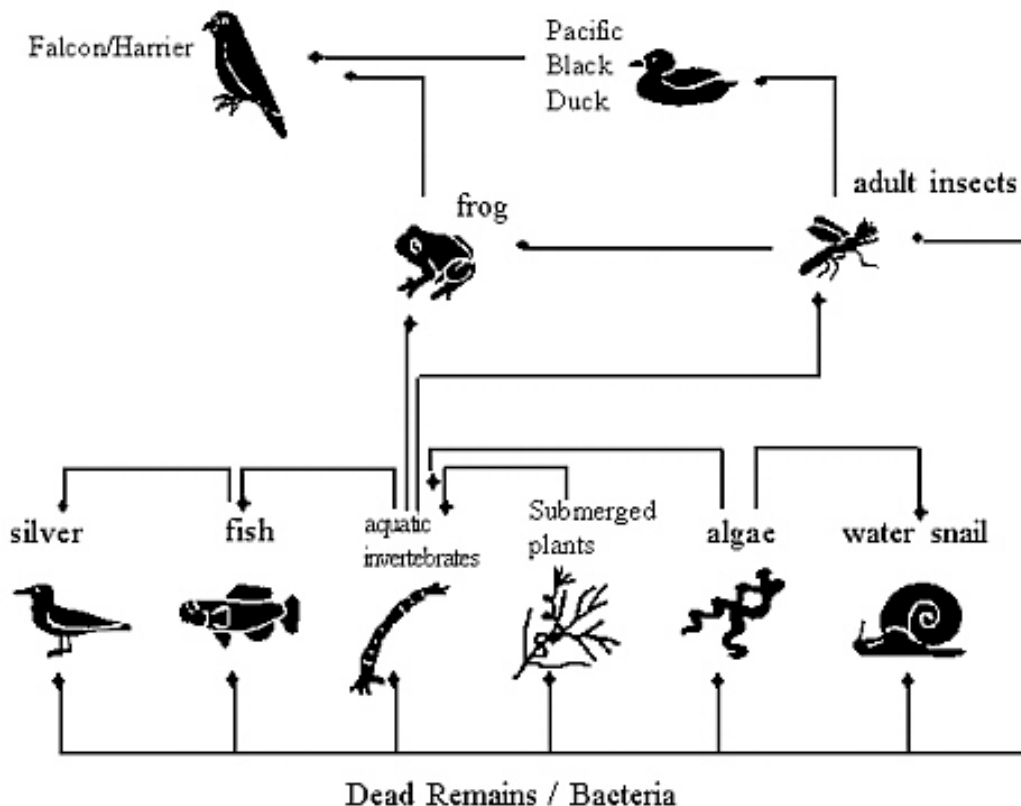 Falcon/Harrier
Pacific
Black
Duck
adult insects
frog
silver
fish
aquatic
invertebrates
Submerged
plants
algae
water snail
Dead Remains / Bacteria